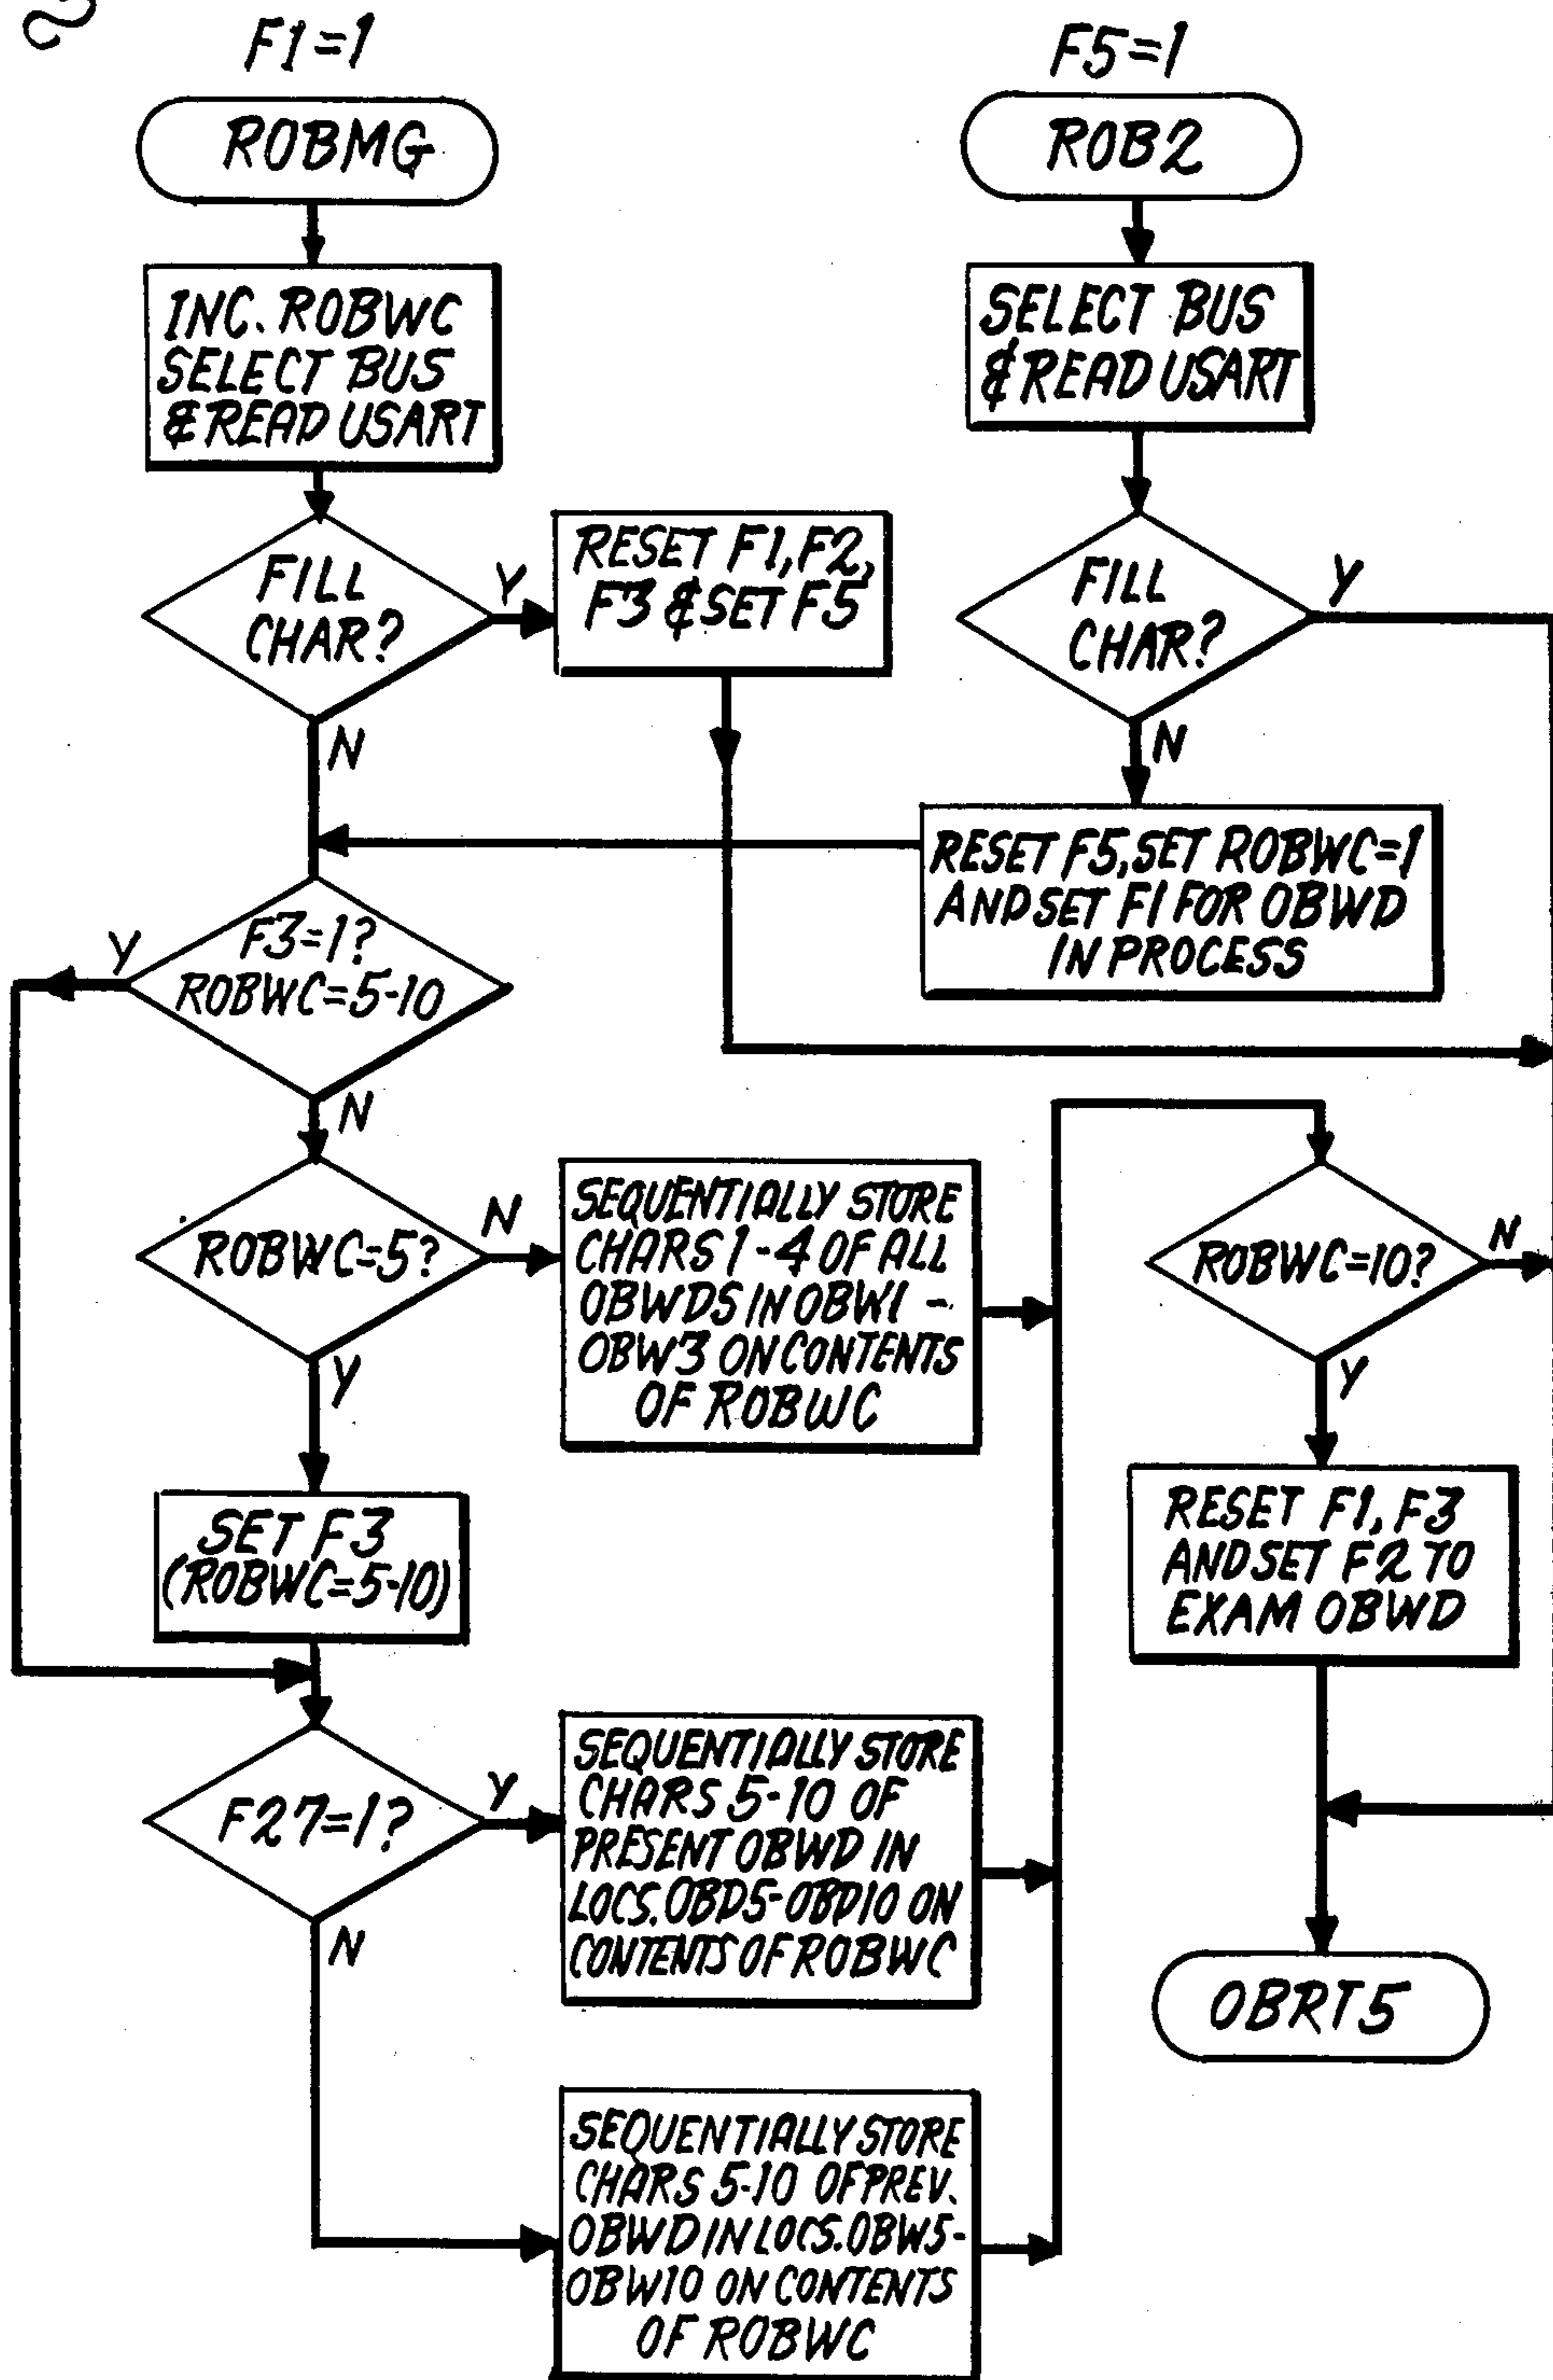 F1=1
ROBMG
INC. ROBWC
SELECT BUS
& READ USART
FILL
CHAR?
Y
N
RESET F1, F2,
F3 & SET F5
F5=1
ROB2
SELECT BUS
& READ USART
FILL
CHAR?
Y
N
RESET F5, SET ROBWC=1
AND SET F1 FOR OBWD
IN PROCESS
F3=1?
ROBWC=5-10
Y
N
ROBWC=5?
N
Y
SEQUENTIALLY STORE
CHARS 1-4 OF ALL
OBWDS IN OBW1 -
OBW3 ON CONTENTS
OF ROBWC
ROBWC=10?
N
Y
SET F3
(ROBWC=5-10)
RESET F1, F3
AND SET F2 TO
EXAM OBWD
F27=1?
Y
N
SEQUENTIALLY STORE
CHARS 5-10 OF
PRESENT OBWD IN
LOCS. OBD5-OBD10 ON
CONTENTS OF ROBWC
OBRT5
SEQUENTIALLY STORE
CHARS 5-10 OF PREV.
OBWD IN LOCS. OBW5-
OBW10 ON CONTENTS
OF ROBWC